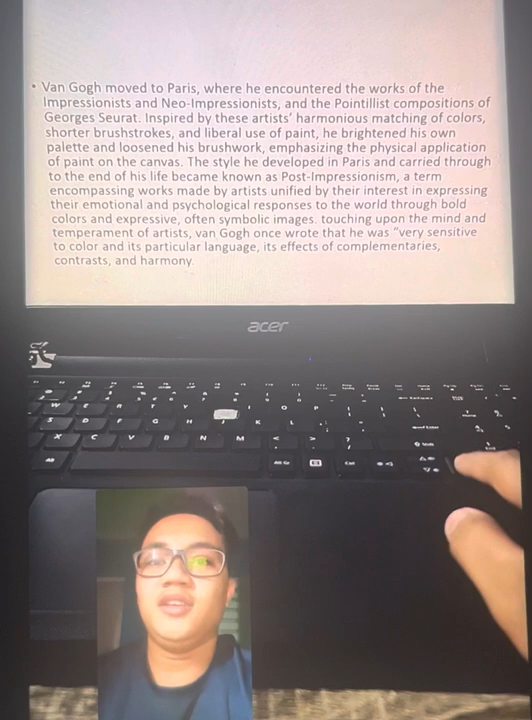 • Van Gogh moved to Paris, where he encountered the works of the
Impressionists and Neo-Impressionists, and the Pointillist compositions of
Georges Seurat. Inspired by these artists' harmonious matching of colors,
shorter brushstrokes, and liberal use of paint, he brightened his own
palette and loosened his brushwork, emphasizing the physical application
of paint on the canvas. The style he developed in Paris and carried through
to the end of his life became known as Post-Impressionism, a term
encompassing works made by artists unified by their interest in expressing
their emotional and psychological responses to the world through bold
colors and expressive, often symbolic images. touching upon the mind and
temperament of artists, van Gogh once wrote that he was "very sensitive
to color and its particular language, its effects of complementaries,
contrasts, and harmony.
acer
W E R T Y O P
S D F G H J K L
X C V B N M < > ?
Alt Alt Gr Ctrl